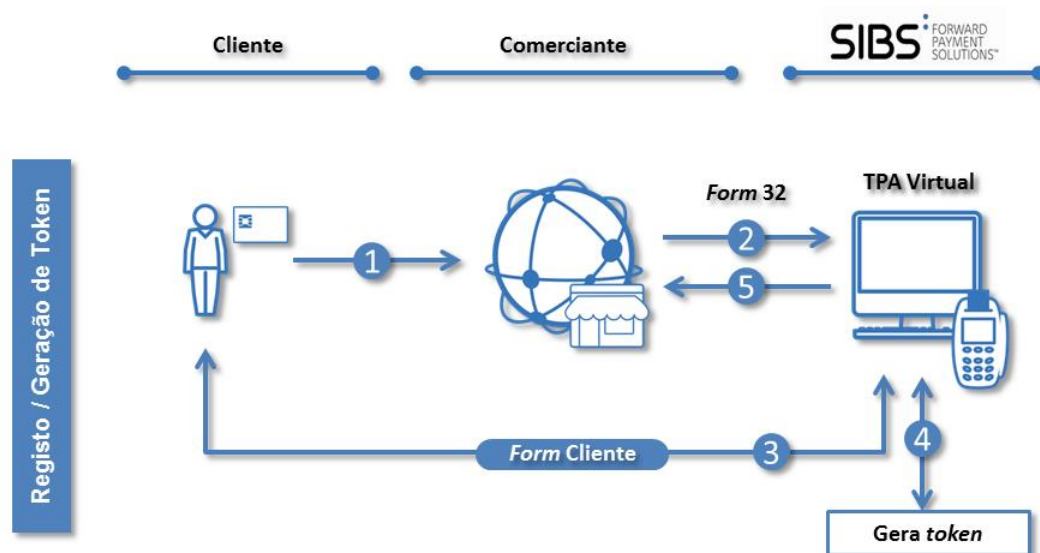 Cliente
Comerciante
SIBS FORWARD
PAYMENT
SOLUTIONS™
Registo / Geração de Token
Form 32
TPA Virtual
1
2
5
Form Cliente
3
4
Gera token